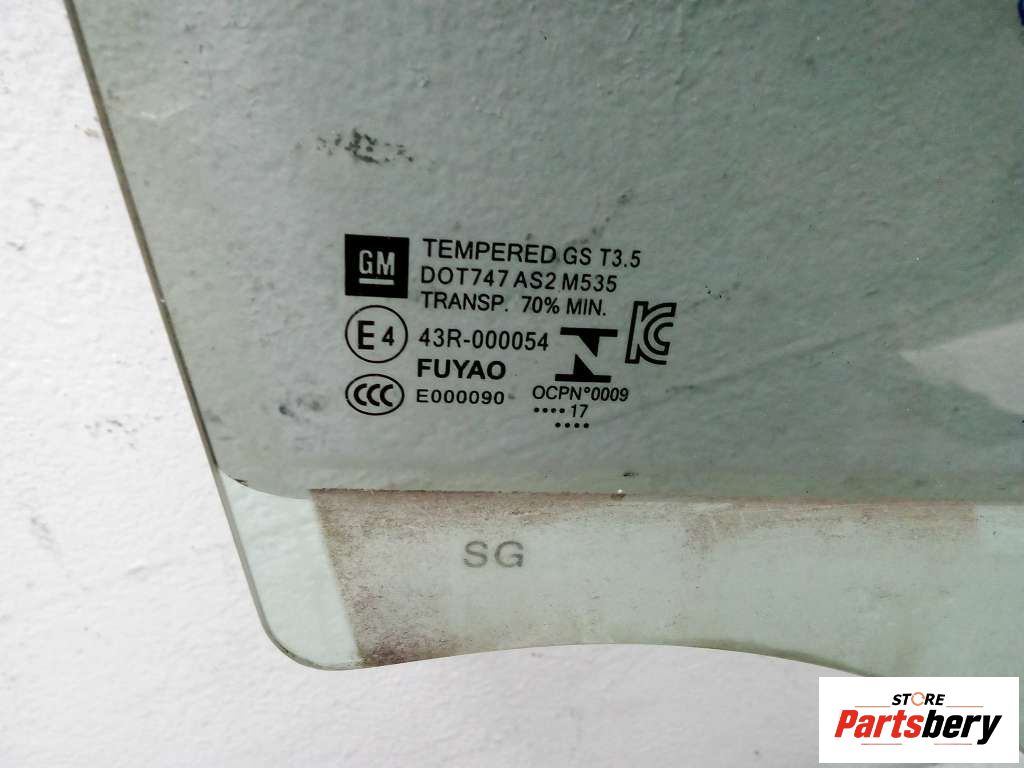 GM
TEMPERED GS T3.5
DOT747 AS2 M535
TRANSP. 70% MIN.
E4
43R-000054
KC
FUYAO
CCC
E000090
OCPN°0009
•••• 17
••••
SG
STORE
Partsbery